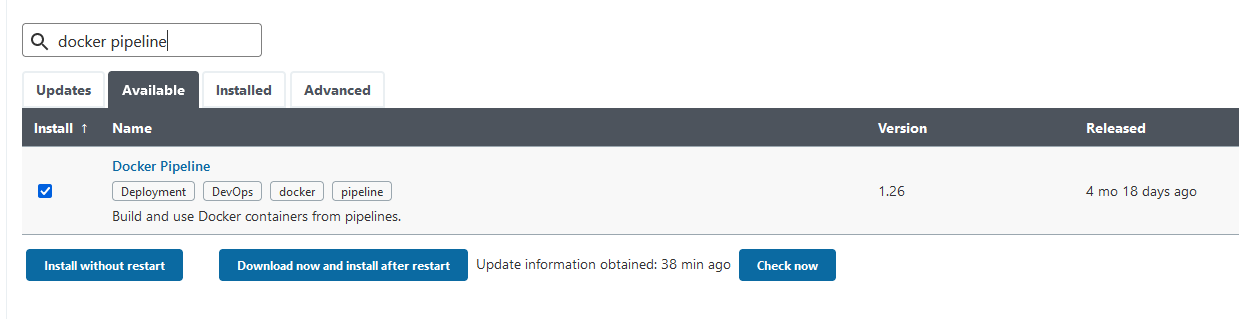 docker pipeline
Updates Available Installed Advanced
Install ↑ Name Version Released
Docker Pipeline
Deployment DevOps docker pipeline
1.26 4 mo 18 days ago
Build and use Docker containers from pipelines.
Install without restart Download now and install after restart Update information obtained: 38 min ago Check now